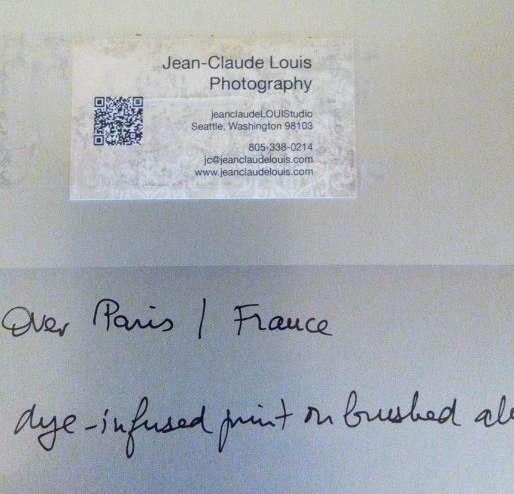 Jean-Claude Louis
Photography
jeanclaudeLOUIStudio
Seattle, Washington 98103
805-338-0214
jc@jeanclaudelouis.com
www.jeanclaudelouis.com
Over Paris / France
dye-infused print on brushed